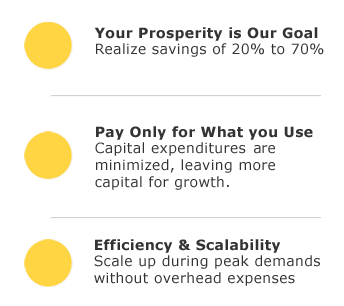 Your Prosperity is Our Goal
Realize savings of 20% to 70%
Pay Only for What you Use
Capital expenditures are
minimized, leaving more
capital for growth.
Efficiency & Scalability
Scale up during peak demands
without overhead expenses